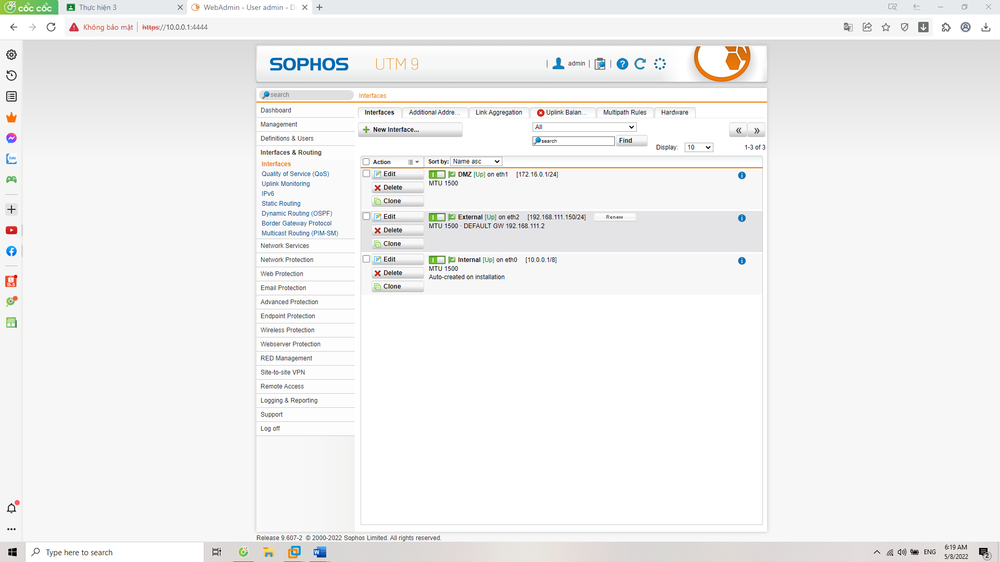 cốc cốc
Thực hiện 3
WebAdmin - User admin - De
Không bảo mật
https://10.0.0.1:4444
SOPHOS UTM 9
| admin | |
search
Interfaces
Dashboard
Management
Definitions & Users
Interfaces & Routing
Interfaces
Quality of Service (QoS)
Uplink Monitoring
IPv6
Static Routing
Dynamic Routing (OSPF)
Border Gateway Protocol
Multicast Routing (PIM-SM)
Network Services
Network Protection
Web Protection
Email Protection
Advanced Protection
Endpoint Protection
Wireless Protection
Webserver Protection
RED Management
Site-to-site VPN
Remote Access
Logging & Reporting
Support
Log off
Interfaces
Additional Addre...
Link Aggregation
Uplink Balan...
Multipath Rules
Hardware
New Interface...
All
search
Find
Display: 10
1-3 of 3
Action
Sort by: Name asc
Edit
Delete
Clone
DMZ [Up] on eth1 [172.16.0.1/24]
MTU 1500
Edit
Delete
Clone
External [Up] on eth2 [192.168.111.150/24] Renew
MTU 1500 · DEFAULT GW 192.168.111.2
Edit
Delete
Clone
Internal [Up] on eth0 [10.0.0.1/8]
MTU 1500
Auto-created on installation
Zalo
15.5
Release 9.607-2 © 2000-2022 Sophos Limited. All rights reserved.
Type here to search
ENG
6:19 AM
5/8/2022
2